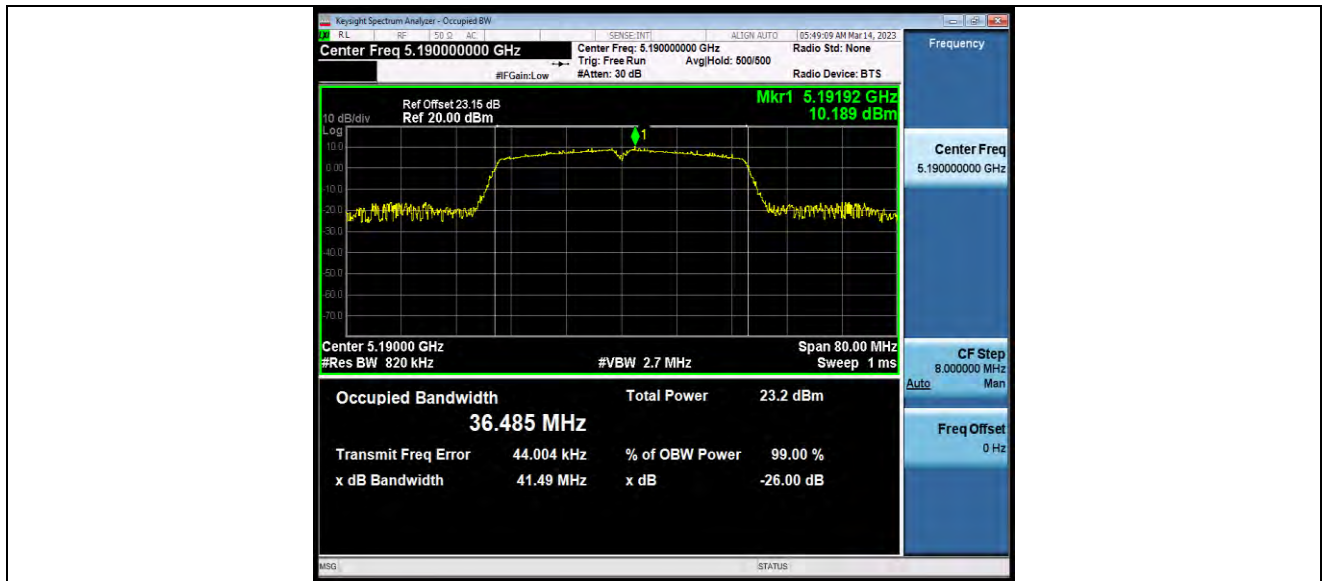 Keysight Spectrum Analyzer - Occupied BW
RL RF 50 Ω AC SENSE:INT ALIGN AUTO 05:49:09 AM Mar 14, 2023
Center Freq 5.190000000 GHz
Center Freq: 5.190000000 GHz Radio Std: None
Trig: Free Run Avg|Hold: 500/500
#IFGain:Low #Atten: 30 dB Radio Device: BTS
Frequency
Mkr1 5.19192 GHz
10.189 dBm
Ref Offset 23.15 dB
10 dB/div Ref 20.00 dBm
Log
1
10.0
0.00
-10.0
-20.0
-30.0
-40.0
-50.0
-60.0
-70.0
Center 5.19000 GHz Span 80.00 MHz
#Res BW 820 kHz #VBW 2.7 MHz Sweep 1 ms
Center Freq
5.190000000 GHz
CF Step
8.000000 MHz
Auto Man
Freq Offset
0 Hz
Occupied Bandwidth Total Power 23.2 dBm
36.485 MHz
Transmit Freq Error 44.004 kHz % of OBW Power 99.00 %
x dB Bandwidth 41.49 MHz x dB -26.00 dB
MSG STATUS